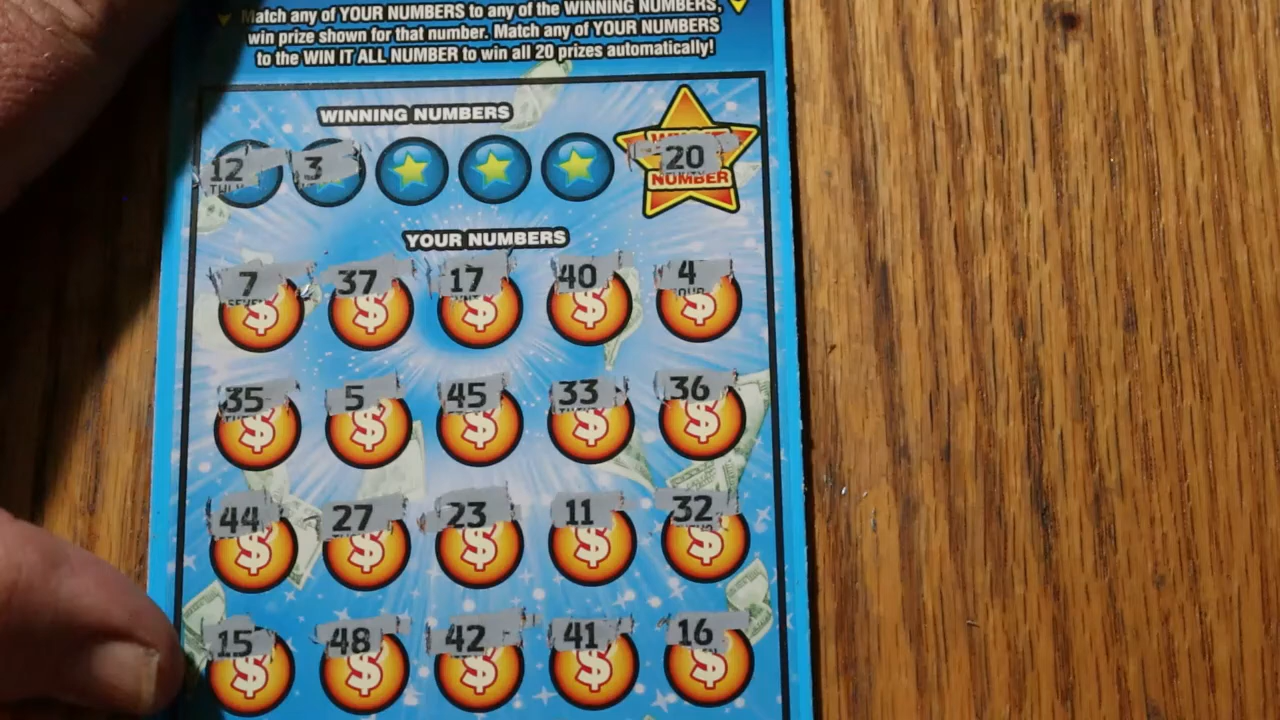 Match any of YOUR NUMBERS to any of the WINNING NUMBERS,
win prize shown for that number. Match any of YOUR NUMBERS
to the WIN IT ALL NUMBER to win all 20 prizes automatically!
WINNING NUMBERS
12 3 20
NUMBER
YOUR NUMBERS
7 37 17 40 4
$ $ $ $ $
35 5 45 33 36
$ $ $ $ $
44 27 23 11 32
$ $ $ $ $
15 48 42 41 16
$ $ $ $ $